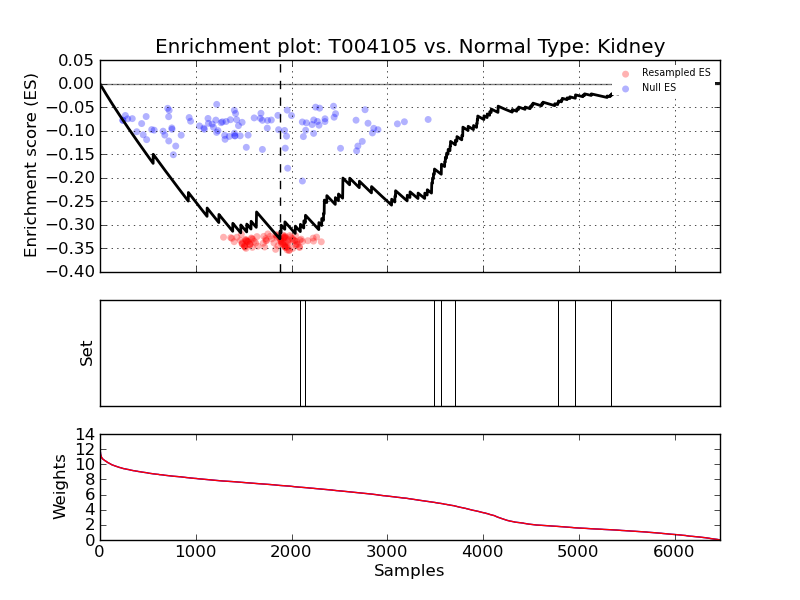 Enrichment plot: T004105 vs. Normal Type: Kidney
Enrichment score (ES)
0.05
0.00
−0.05
−0.10
−0.15
−0.20
−0.25
−0.30
−0.35
−0.40
Resampled ES
Null ES
Set
Weights
14
12
10
8
6
4
2
0
0 1000 2000 3000 4000 5000 6000
Samples